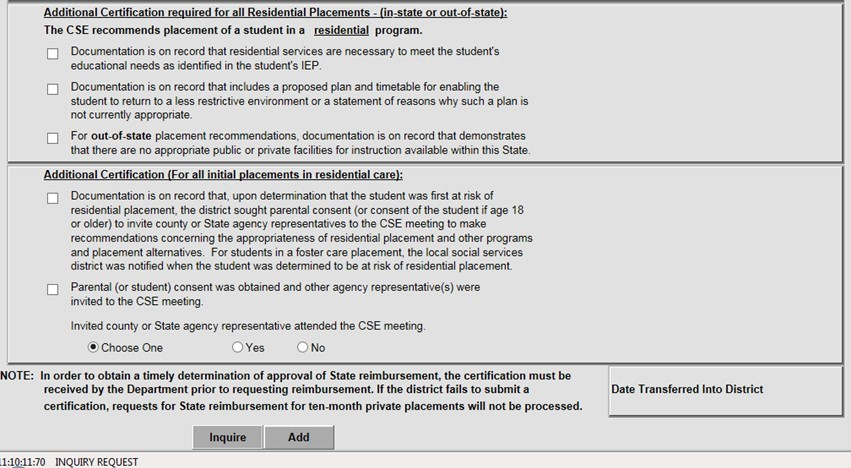 Additional Certification required for all Residential Placements - (in-state or out-of-state):
The CSE recommends placement of a student in a residential program.
Documentation is on record that residential services are necessary to meet the student's
educational needs as identified in the student's IEP.
Documentation is on record that includes a proposed plan and timetable for enabling the
student to return to a less restrictive environment or a statement of reasons why such a plan is
not currently appropriate.
For out-of-state placement recommendations, documentation is on record that demonstrates
that there are no appropriate public or private facilities for instruction available within this State.
Additional Certification (For all initial placements in residential care):
Documentation is on record that, upon determination that the student was first at risk of
residential placement, the district sought parental consent (or consent of the student if age 18
or older) to invite county or State agency representatives to the CSE meeting to make
recommendations concerning the appropriateness of residential placement and other programs
and placement alternatives. For students in a foster care placement, the local social services
district was notified when the student was determined to be at risk of residential placement.
Parental (or student) consent was obtained and other agency representative(s) were
invited to the CSE meeting.
Invited county or State agency representative attended the CSE meeting.
Choose One Yes No
NOTE: In order to obtain a timely determination of approval of State reimbursement, the certification must be
received by the Department prior to requesting reimbursement. If the district fails to submit a
certification, requests for State reimbursement for ten-month private placements will not be processed.
Date Transferred Into District
Inquire Add
11:10:11:70 INQUIRY REQUEST